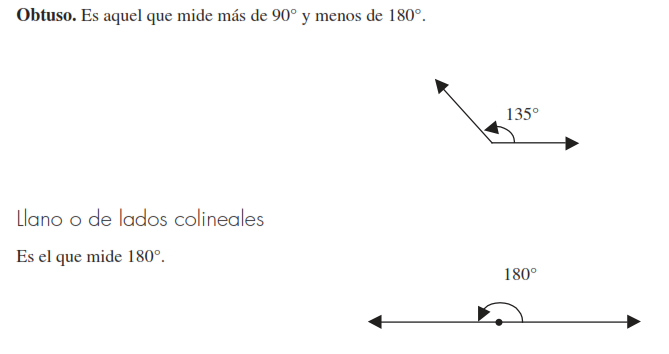 Obtuso. Es aquel que mide más de 90° y menos de 180°.
135°
Llano o de lados colineales
Es el que mide 180°.
180°